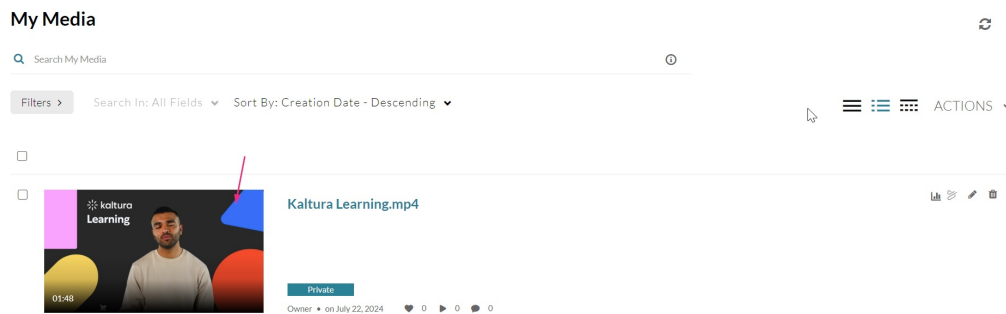 My Media
Search My Media
Filters >
Search In: All Fields
Sort By: Creation Date - Descending
ACTIONS
kaltura
Learning
01:48
Kaltura Learning.mp4
Private
Owner • on July 22, 2024 0 0 0